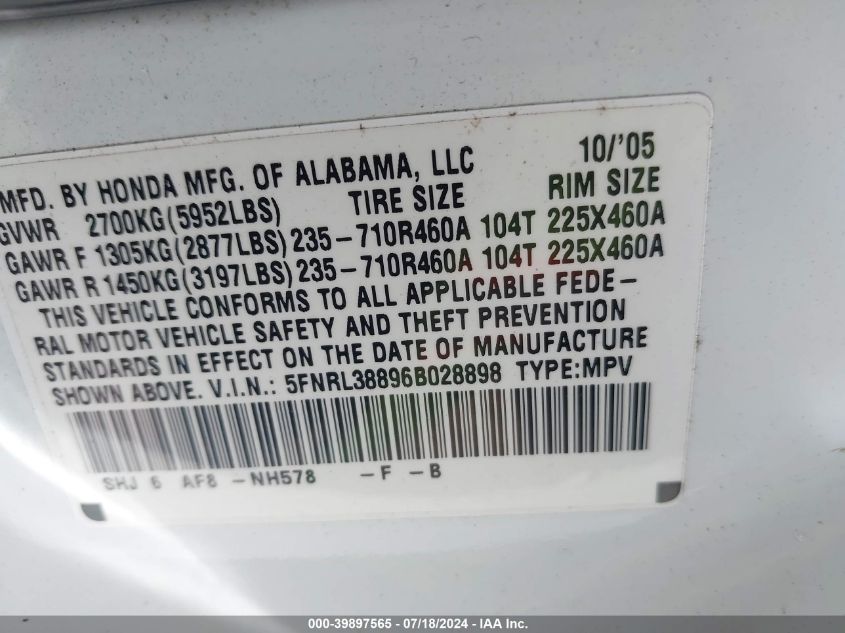 MFD. BY HONDA MFG. OF ALABAMA, LLC 10/'05
GVWR 2700KG(5952LBS) TIRE SIZE RIM SIZE
GAWR F 1305KG(2877LBS) 235-710R460A 104T 225X460A
GAWR R 1450KG(3197LBS) 235-710R460A 104T 225X460A
THIS VEHICLE CONFORMS TO ALL APPLICABLE FEDE-
RAL MOTOR VEHICLE SAFETY AND THEFT PREVENTION
STANDARDS IN EFFECT ON THE DATE OF MANUFACTURE
SHOWN ABOVE. V.I.N.: 5FNRL38896B028898 TYPE:MPV
SHJ 6 AF8 -NH578 -F -B
000-39897565 - 07/18/2024 - IAA Inc.